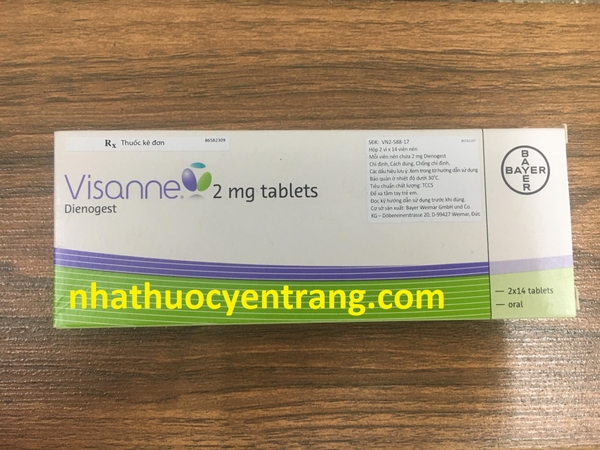 Rx Thuốc kê đơn
86582309
Visanne® 2 mg tablets
Dienogest
SĐK: VN2-588-17
Hộp 2 vỉ x 14 viên nén
Mỗi viên nén chứa 2 mg Dienogest
Chỉ định, Cách dùng, Chống chỉ định,
Các dấu hiệu lưu ý: Xem trong tờ hướng dẫn sử dụng
Bảo quản ở nhiệt độ dưới 30°C.
Tiêu chuẩn chất lượng: TCCS
Để xa tầm tay trẻ em.
Đọc kỹ hướng dẫn sử dụng trước khi dùng.
Cơ sở sản xuất: Bayer Weimar GmbH und Co.
KG – Döbereinerstrasse 20, D-99427 Weimar, Đức
BAYER
BAYER
— 2x14 tablets
— oral
nhathuocyentrang.com